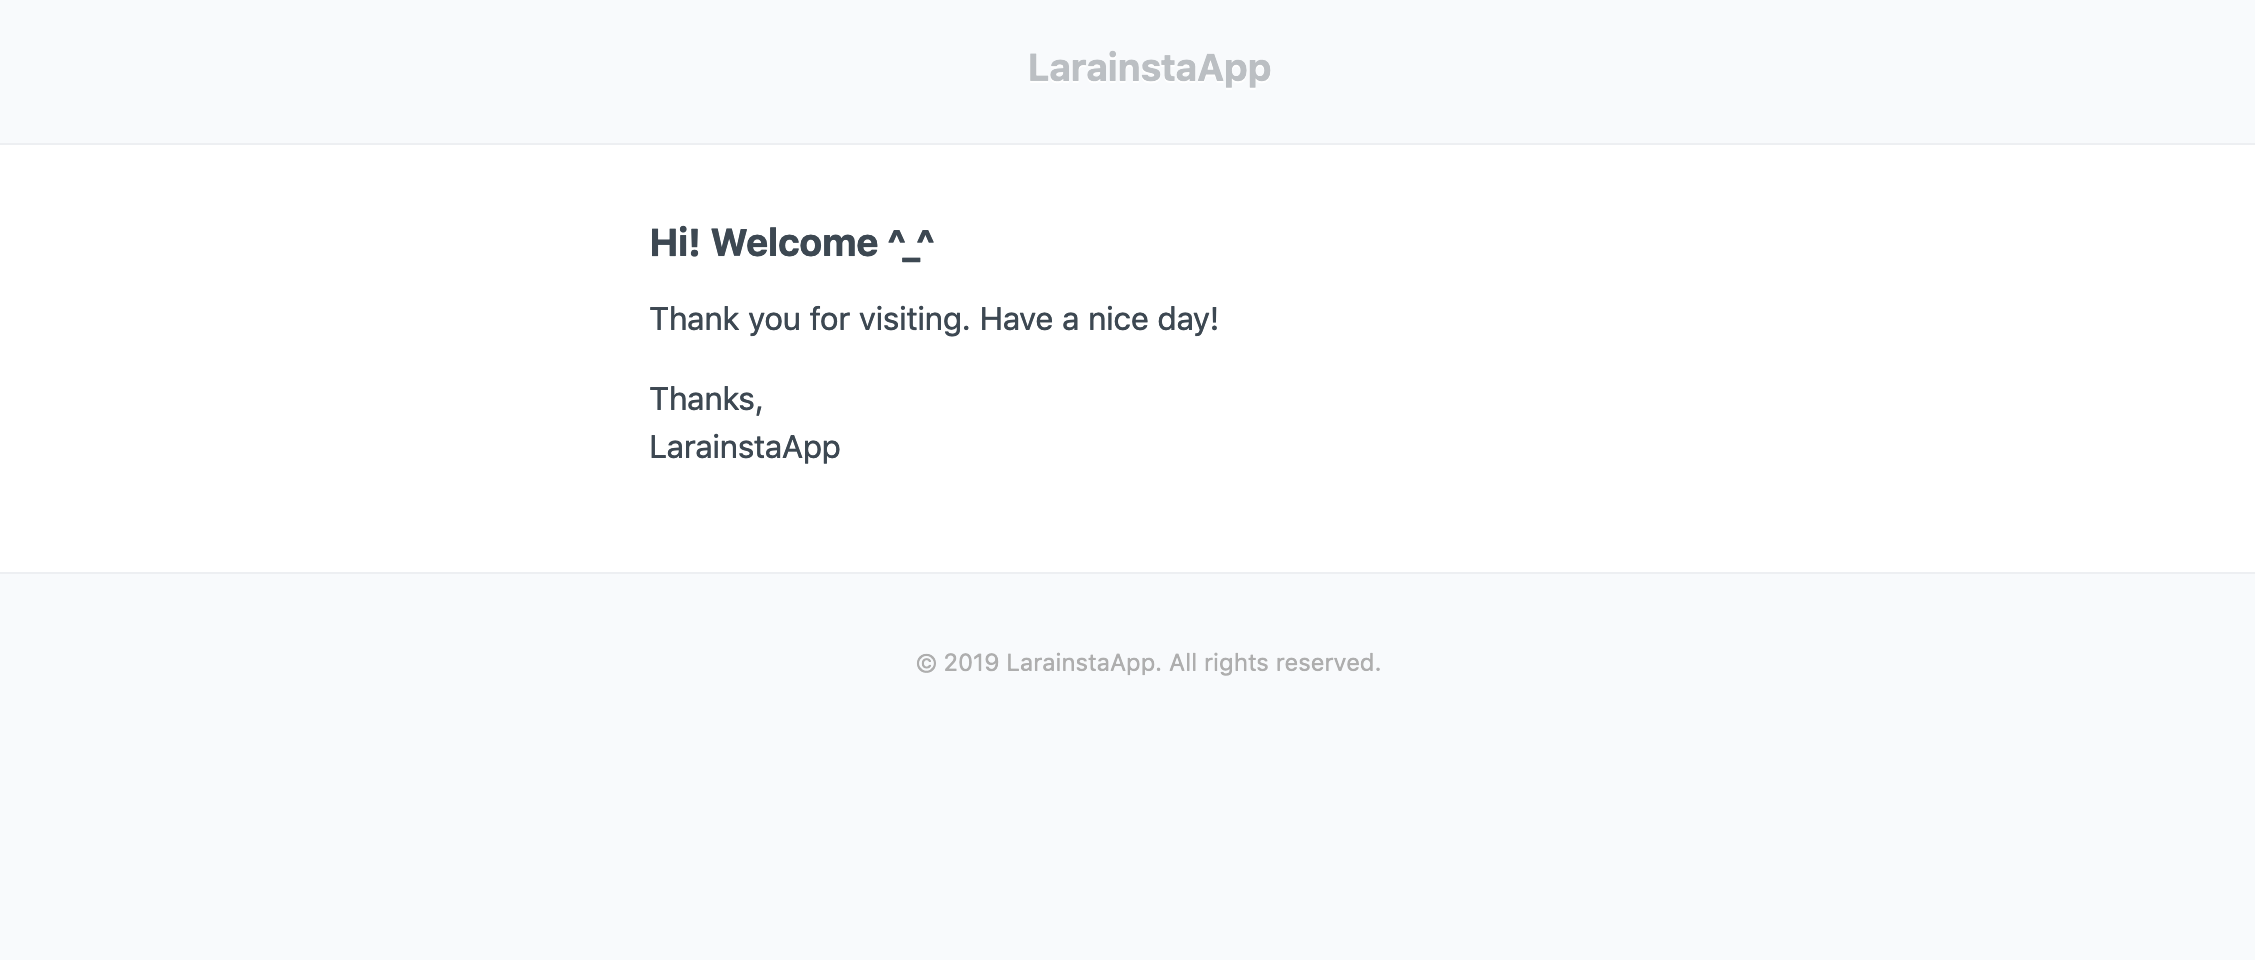 LarainstaApp
Hi! Welcome ^_^
Thank you for visiting. Have a nice day!
Thanks,
LarainstaApp
© 2019 LarainstaApp. All rights reserved.